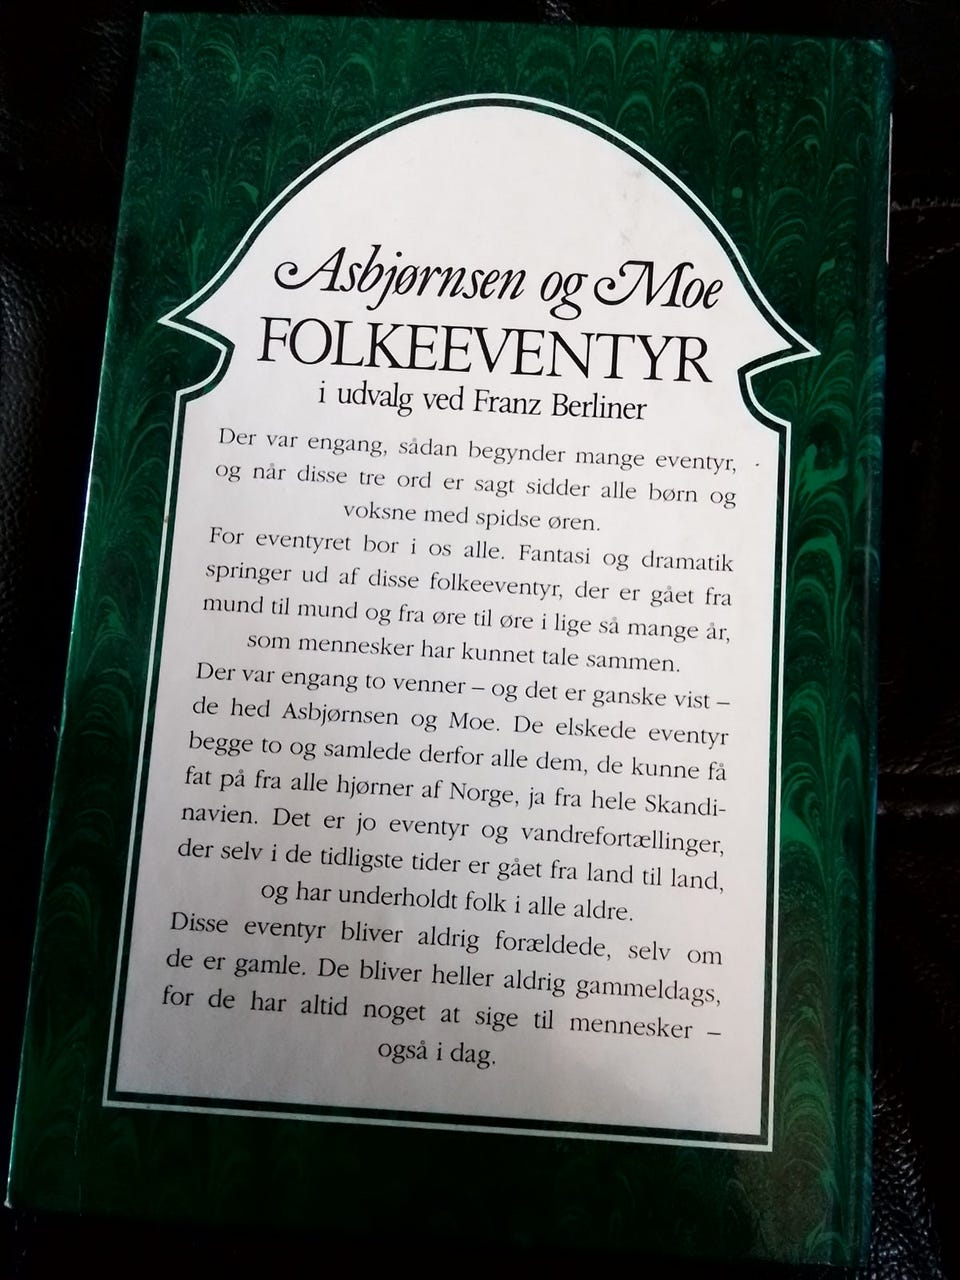 Asbjørnsen og Moe
FOLKEEVENTYR
i udvalg ved Franz Berliner
Der var engang, sådan begynder mange eventyr,
og når disse tre ord er sagt sidder alle børn og
voksne med spidse øren.
For eventyret bor i os alle. Fantasi og dramatik
springer ud af disse folkeeventyr, der er gået fra
mund til mund og fra øre til øre i lige så mange år,
som mennesker har kunnet tale sammen.
Der var engang to venner – og det er ganske vist –
de hed Asbjørnsen og Moe. De elskede eventyr
begge to og samlede derfor alle dem, de kunne få
fat på fra alle hjørner af Norge, ja fra hele Skandi-
navien. Det er jo eventyr og vandrefortællinger,
der selv i de tidligste tider er gået fra land til land,
og har underholdt folk i alle aldre.
Disse eventyr bliver aldrig forældede, selv om
de er gamle. De bliver heller aldrig gammeldags,
for de har altid noget at sige til mennesker –
også i dag.